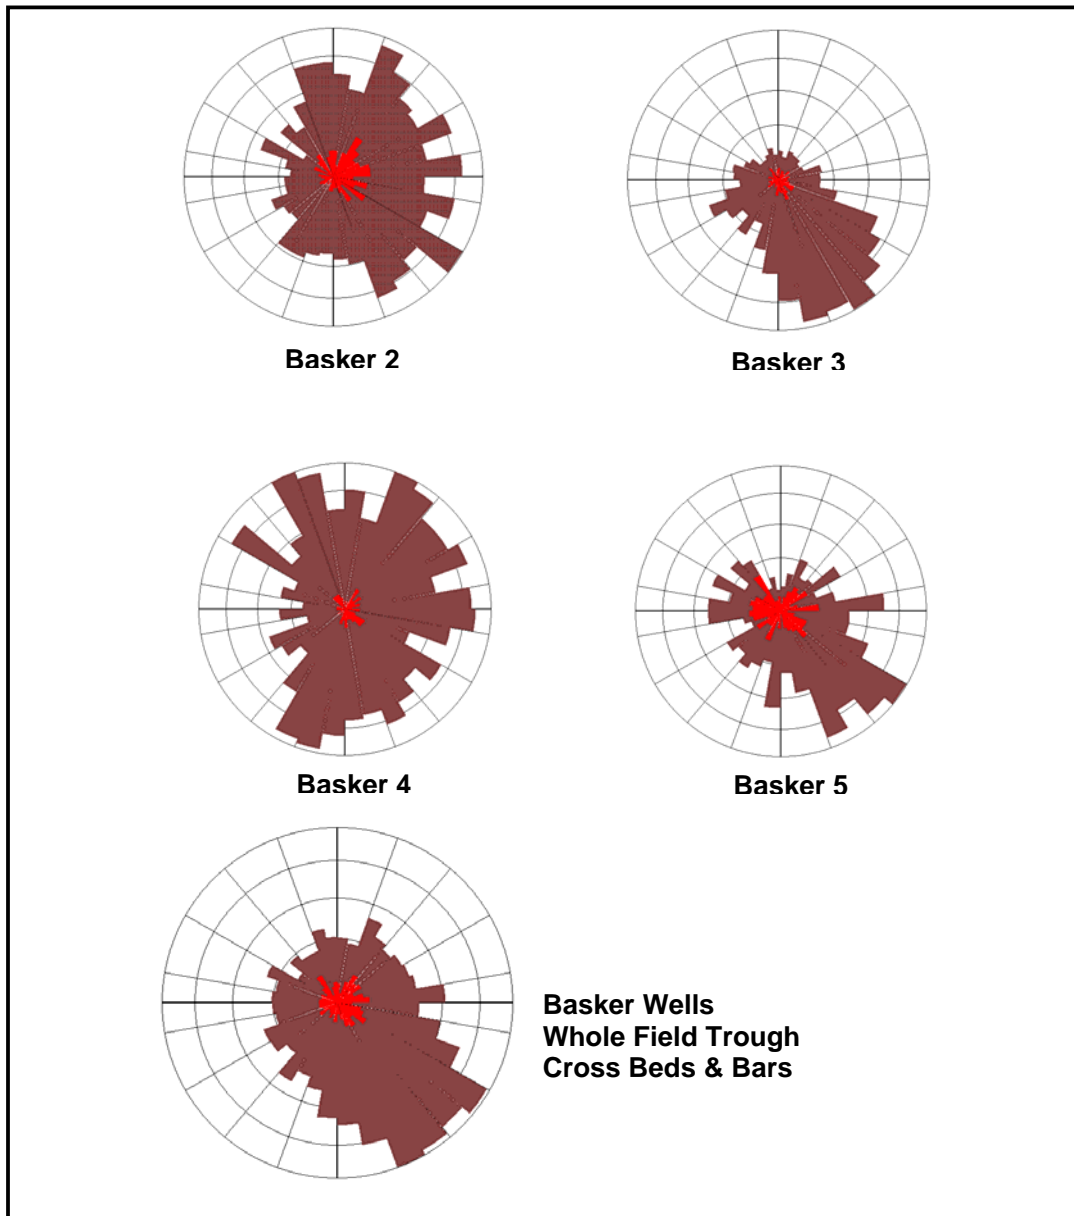 Basker 2
Basker 3
Basker 4
Basker 5
Basker Wells
Whole Field Trough
Cross Beds & Bars